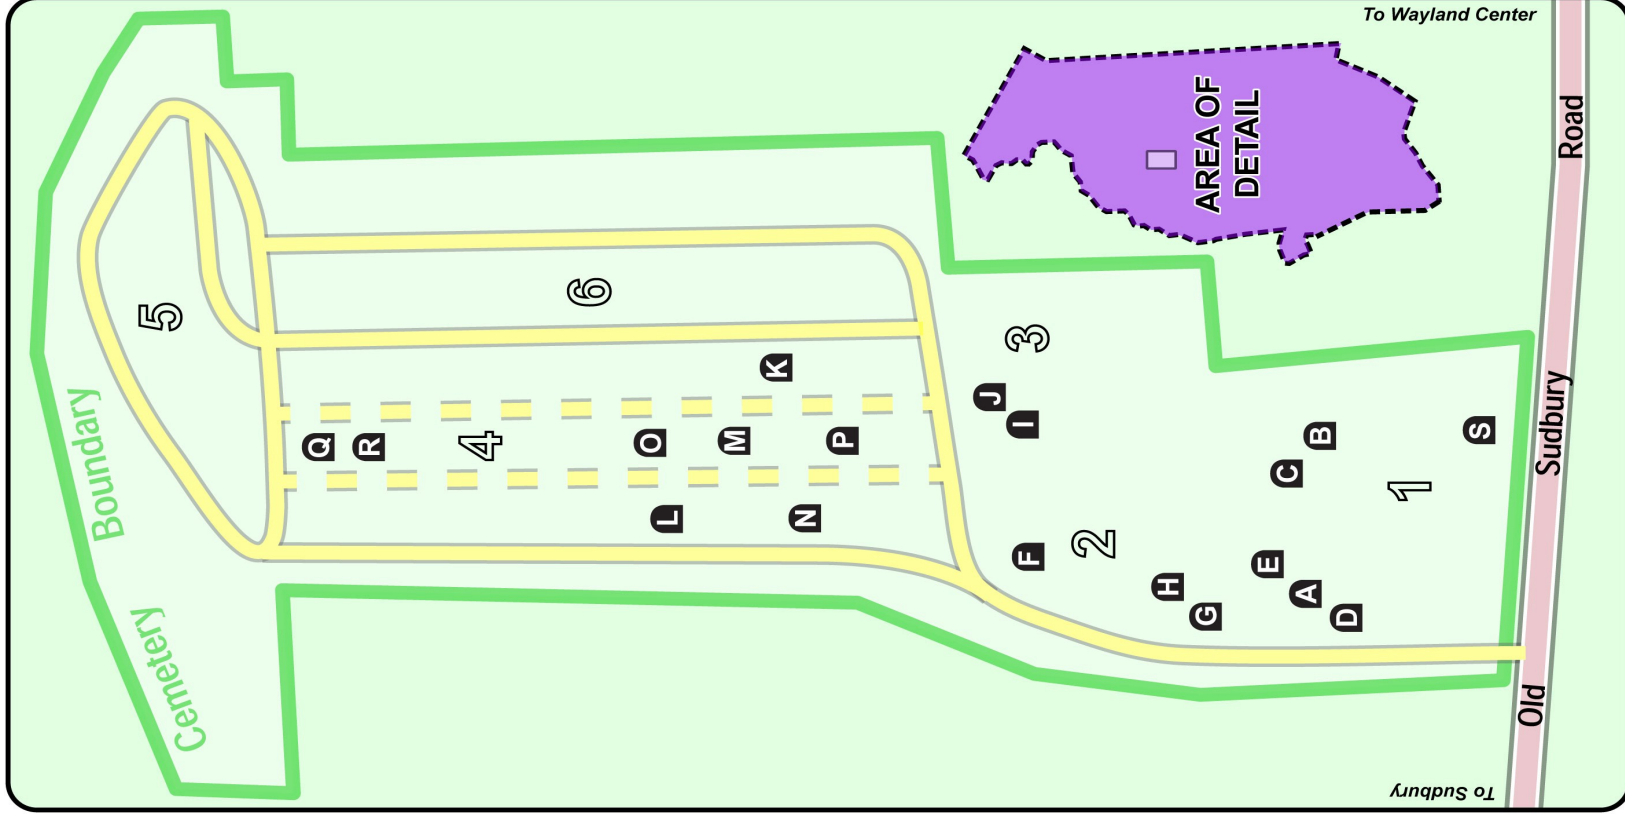 To Wayland Center
AREA OF
DETAIL
Old Sudbury Road
To Sudbury
Cemetery Boundary
5
6
3
K
J
I
Q
R
4
O
M
P
B
S
C
1
L
N
F
2
E
H
A
G
D